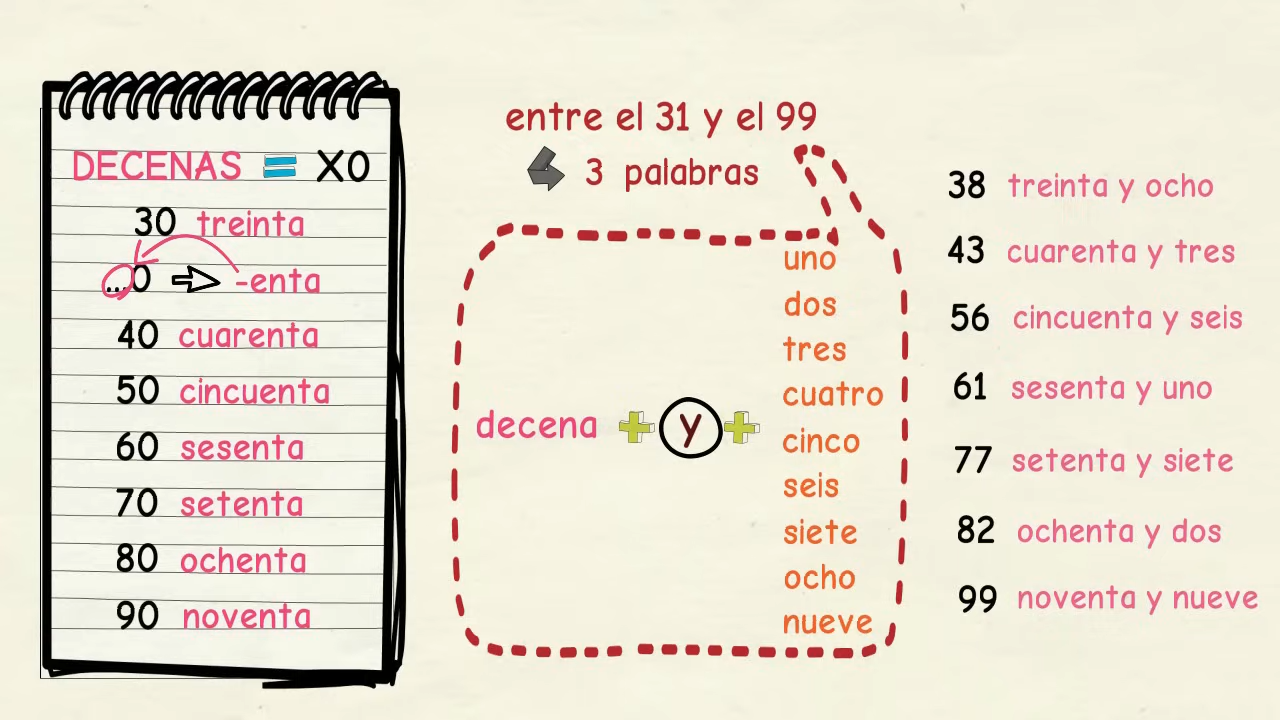 DECENAS = X0
30 treinta
...0 ⇒ -enta
40 cuarenta
50 cincuenta
60 sesenta
70 setenta
80 ochenta
90 noventa
entre el 31 y el 99
3 palabras
decena + y +
uno
dos
tres
cuatro
cinco
seis
siete
ocho
nueve
38 treinta y ocho
43 cuarenta y tres
56 cincuenta y seis
61 sesenta y uno
77 setenta y siete
82 ochenta y dos
99 noventa y nueve